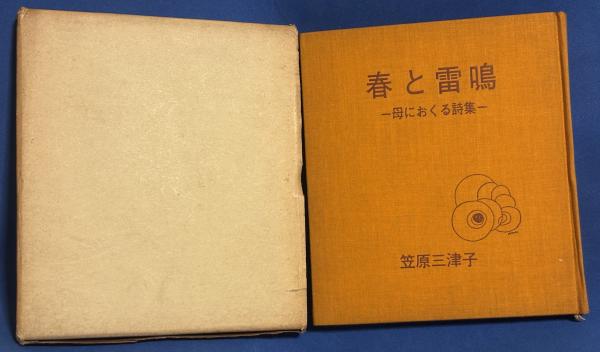 春と雷鳴
―母におくる詩集―
笠原三津子